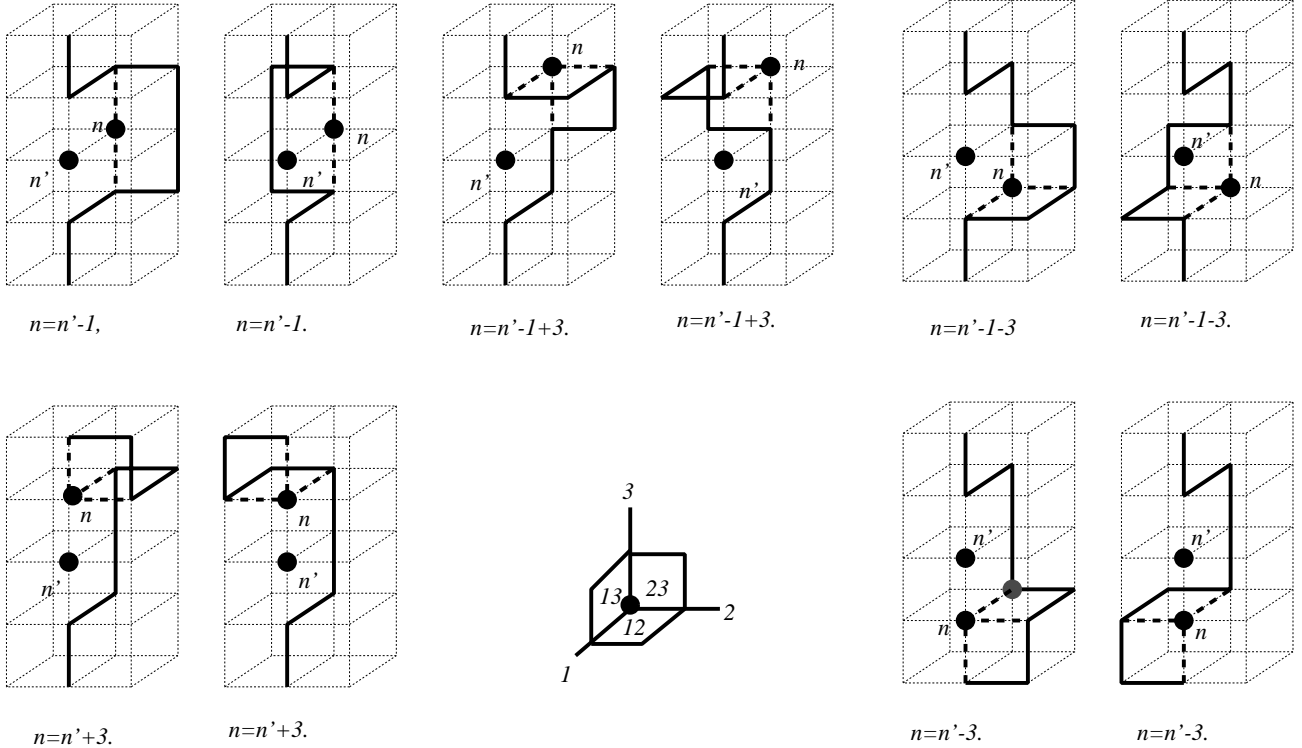 n
n'
n
n'
n
n'
n
n'
n'
n
n'
n
n=n'-1,
n=n'-1.
n=n'-1+3.
n=n'-1+3.
n=n'-1-3
n=n'-1-3.
n
n'
n
n'
3
13
23
12
2
1
n'
n
n'
n
n=n'+3.
n=n'+3.
n=n'-3.
n=n'-3.